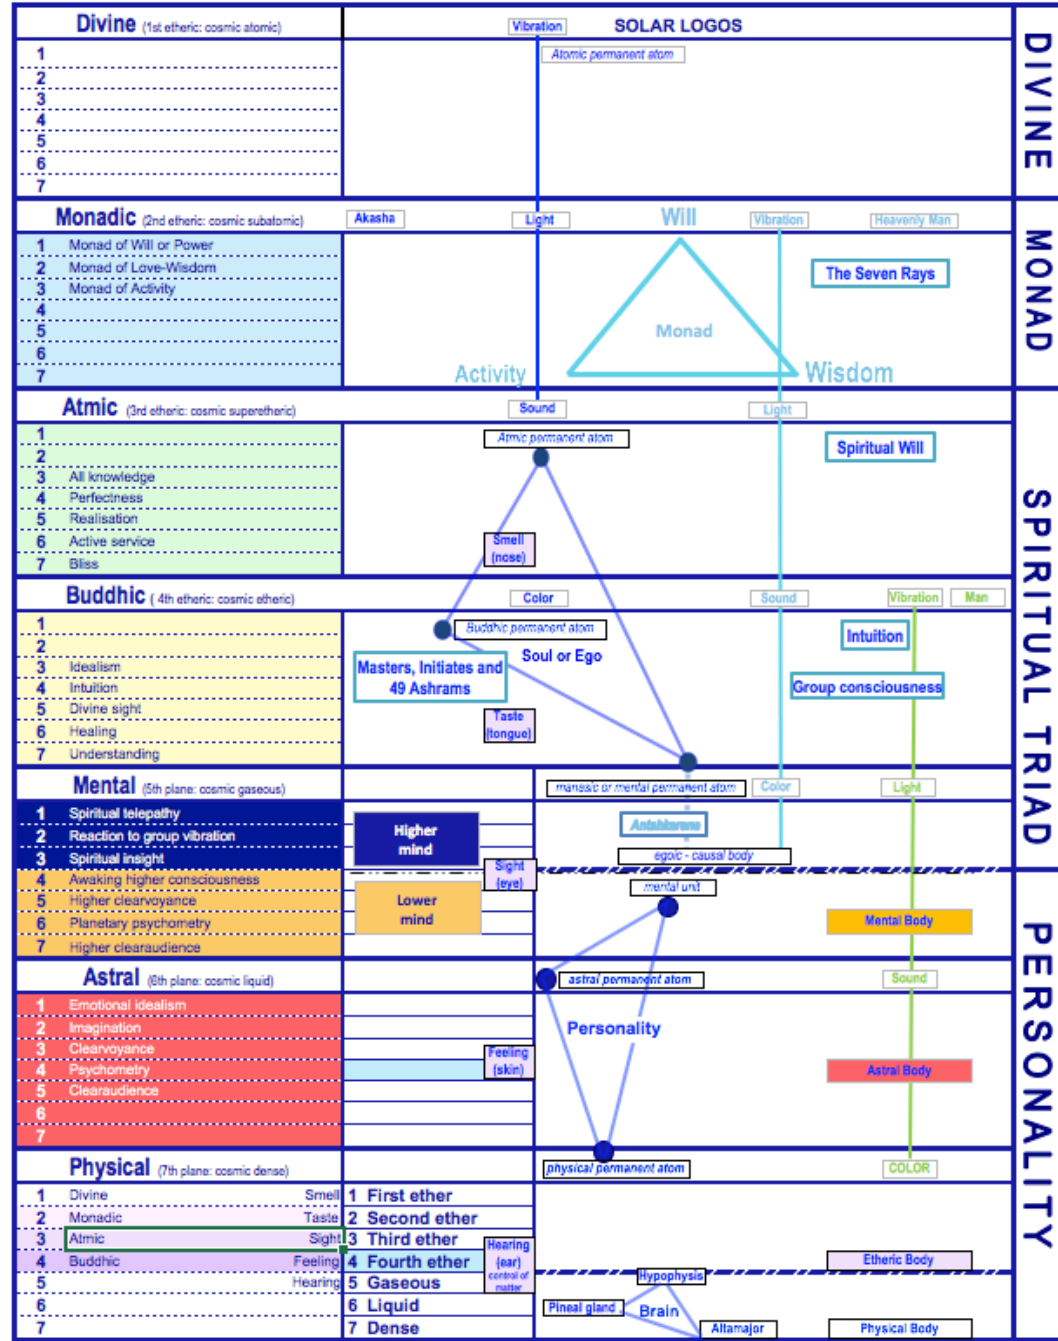 Divine (1st etheric: cosmic atomic)
Vibration
SOLAR LOGOS
DIVINE
Atomic permanent atom
1
2
3
4
5
6
7
Monadic (2nd etheric: cosmic subatomic)
Akasha
Light
Will
Vibration
Heavenly Man
MONAD
1 Monad of Will or Power
2 Monad of Love-Wisdom
3 Monad of Activity
4
5
6
7
The Seven Rays
Monad
Activity
Wisdom
Atmic (3rd etheric: cosmic superetheric)
Sound
Light
SPIRITUAL TRIAD
1
2
3 All knowledge
4 Perfectness
5 Realisation
6 Active service
7 Bliss
Atmic permanent atom
Spiritual Will
Smell
(nose)
Buddhic ( 4th etheric: cosmic etheric)
Color
Sound
Vibration
Man
1
2
3 Idealism
4 Intuition
5 Divine sight
6 Healing
7 Understanding
Buddhic permanent atom
Intuition
Soul or Ego
Masters, Initiates and
49 Ashrams
Group consciousness
Taste
(tongue)
Mental (5th plane: cosmic gaseous)
manasic or mental permanent atom
Color
Light
1 Spiritual telepathy
2 Reaction to group vibration
3 Spiritual insight
4 Awaking higher consciousness
5 Higher clearvoyance
6 Planetary psychometry
7 Higher clearaudience
Higher
mind
Antahkarana
egoic - causal body
Sight
(eye)
mental unit
Lower
mind
Mental Body
PERSONALITY
Astral (6th plane: cosmic liquid)
astral permanent atom
Sound
1 Emotional idealism
2 Imagination
3 Clearvoyance
4 Psychometry
5 Clearaudience
6
7
Personality
Feeling
(skin)
Astral Body
Physical (7th plane: cosmic dense)
physical permanent atom
COLOR
1 Divine Smell 1 First ether
2 Monadic Taste 2 Second ether
3 Atmic Sight 3 Third ether
4 Buddhic Feeling 4 Fourth ether
5 Hearing 5 Gaseous
6 6 Liquid
7 7 Dense
Hearing
(ear)
control of
matter
Etheric Body
Hypophysis
Pineal gland
Brain
Altamajor
Physical Body